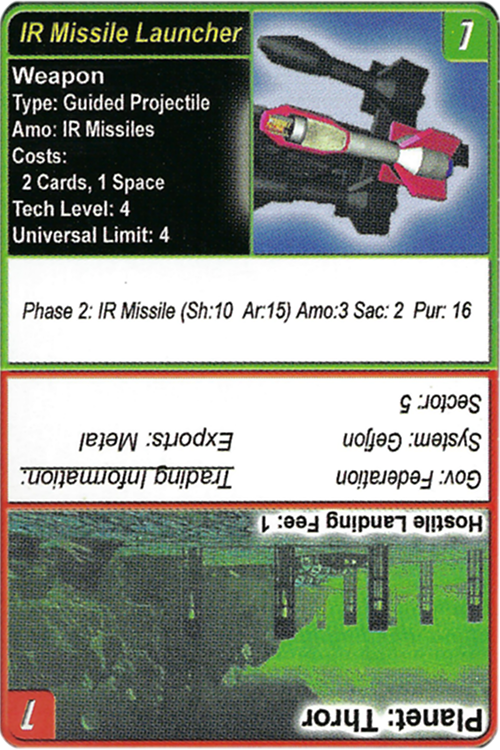 IR Missile Launcher
1
Weapon
Type: Guided Projectile
Amo: IR Missiles
Costs:
2 Cards, 1 Space
Tech Level: 4
Universal Limit: 4
Phase 2: IR Missile (Sh:10 Ar:15) Amo:3 Sac: 2 Pur: 16
Planet: Thror
1
Hostile Landing Fee: 1
Gov: Federation
System: Gefjon
Sector: 5
Trading Information:
Exports: Metal